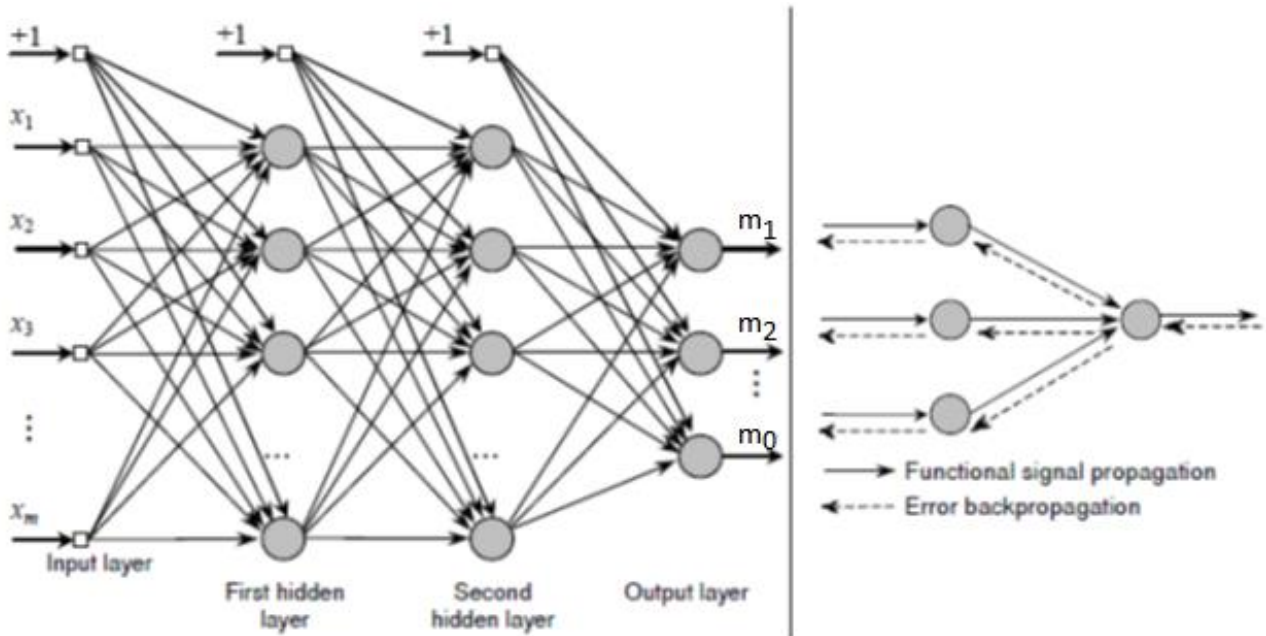 +1 +1 +1
x1
x2
x3
⋮
xm
m1
m2
⋮
m0
...
...
Input layer
First hidden
layer
Second
hidden layer
Output layer
Functional signal propagation
Error backpropagation